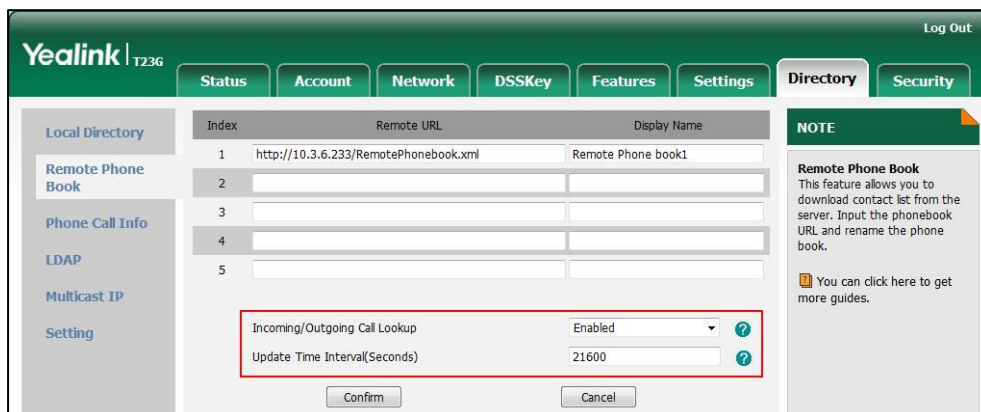 Log Out
Yealink | T23G
Status Account Network DSSKey Features Settings Directory Security
Local Directory
Remote Phone
Book
Phone Call Info
LDAP
Multicast IP
Setting
Index Remote URL Display Name
1 http://10.3.6.233/RemotePhonebook.xml Remote Phone book1
2
3
4
5
Incoming/Outgoing Call Lookup Enabled ?
Update Time Interval(Seconds) 21600 ?
Confirm Cancel
NOTE
Remote Phone Book
This feature allows you to
download contact list from the
server. Input the phonebook
URL and rename the phone
book.
? You can click here to get
more guides.